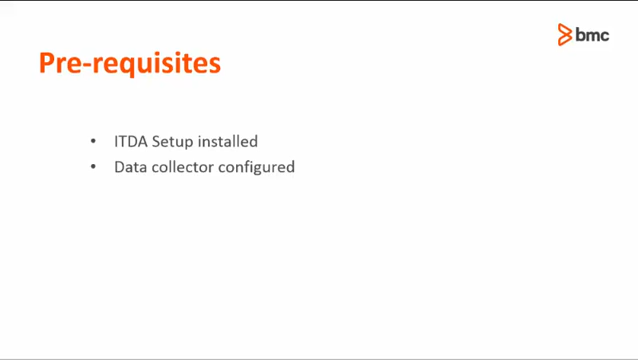 bmc
Pre-requisites
• ITDA Setup installed
• Data collector configured